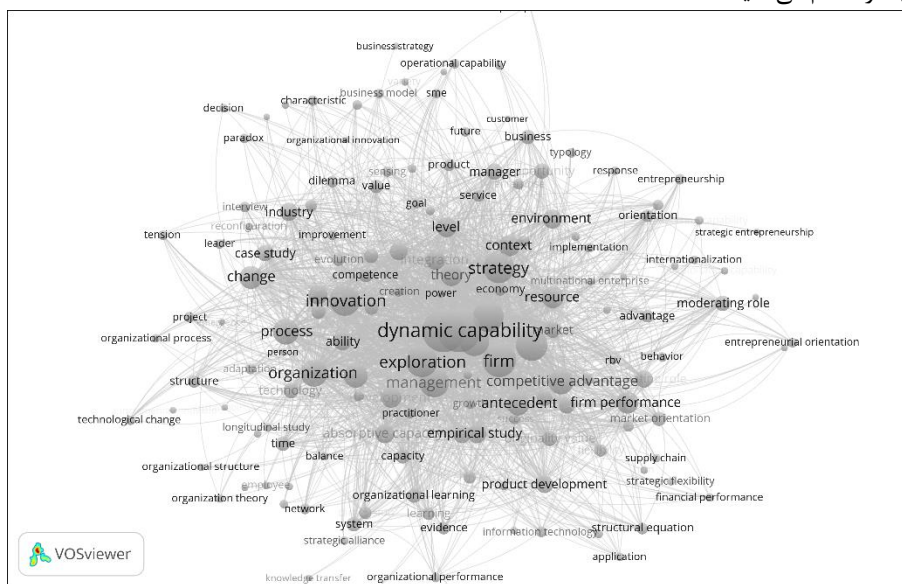 businessstrategy
operational capability
business model
sme
characteristic
decision
customer
paradox
organizational innovation
future
business
typology
sensing
product
manager
response
entrepreneurship
dilemma
value
service
interview
industry
goal
environment
orientation
reconfiguration
level
tension
leader
improvement
context
implementation
strategic entrepreneurship
case study
evolution
integration
internationalization
change
competence
theory
strategy
multinational enterprise
creation
power
economy
resource
innovation
moderating role
project
advantage
process
dynamic capability
market
organizational process
ability
entrepreneurial orientation
person
exploration
firm
rbv
behavior
adaptation
organization
structure
management
competitive advantage
technology
technological change
practitioner
growth
antecedent
firm performance
market orientation
longitudinal study
absorptive capacity
empirical study
time
balance
capacity
supply chain
organizational structure
strategic flexibility
employee
organizational learning
product development
organization theory
financial performance
network
learning
system
evidence
information technology
structural equation
strategic alliance
application
knowledge transfer
organizational performance
VOSviewer